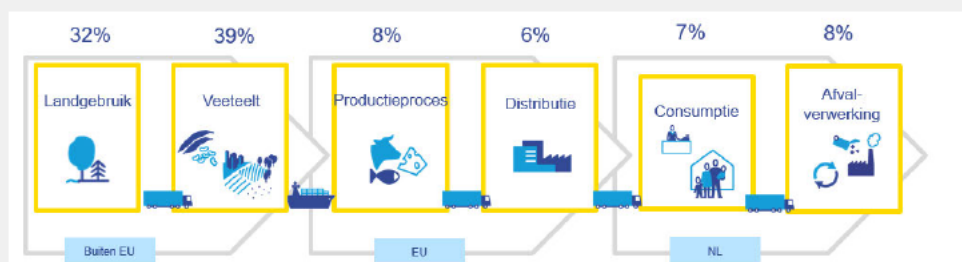 32%
39%
8%
6%
7%
8%
Landgebruik
Veeteelt
Productieproces
Distributie
Consumptie
Afval-
verwerking
Buiten EU
EU
NL